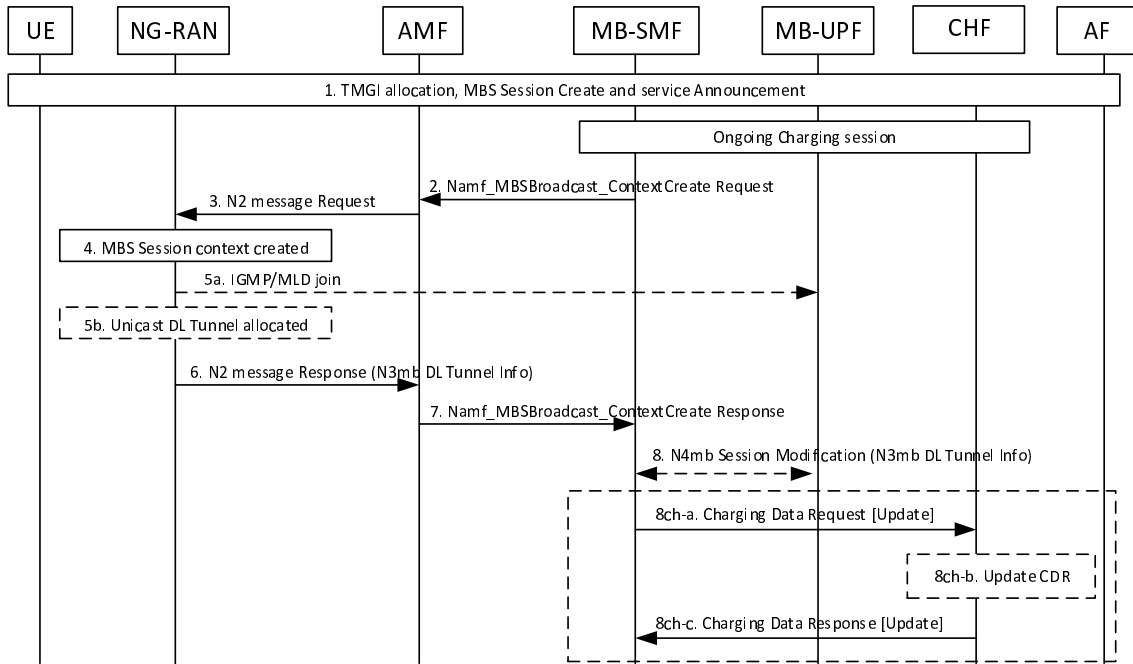 UE
NG-RAN
AMF
MB-SMF
MB-UPF
CHF
AF
1. TMGI allocation, MBS Session Create and service Announcement
Ongoing Charging session
2. Namf_MBSBroadcast_ContextCreate Request
3. N2 message Request
4. MBS Session context created
5a. IGMP/MLD join
5b. Unicast DL Tunnel allocated
6. N2 message Response (N3mb DL Tunnel Info)
7. Namf_MBSBroadcast_ContextCreate Response
8. N4mb Session Modification (N3mb DL Tunnel Info)
8ch-a. Charging Data Request [Update]
8ch-b. Update CDR
8ch-c. Charging Data Response [Update]